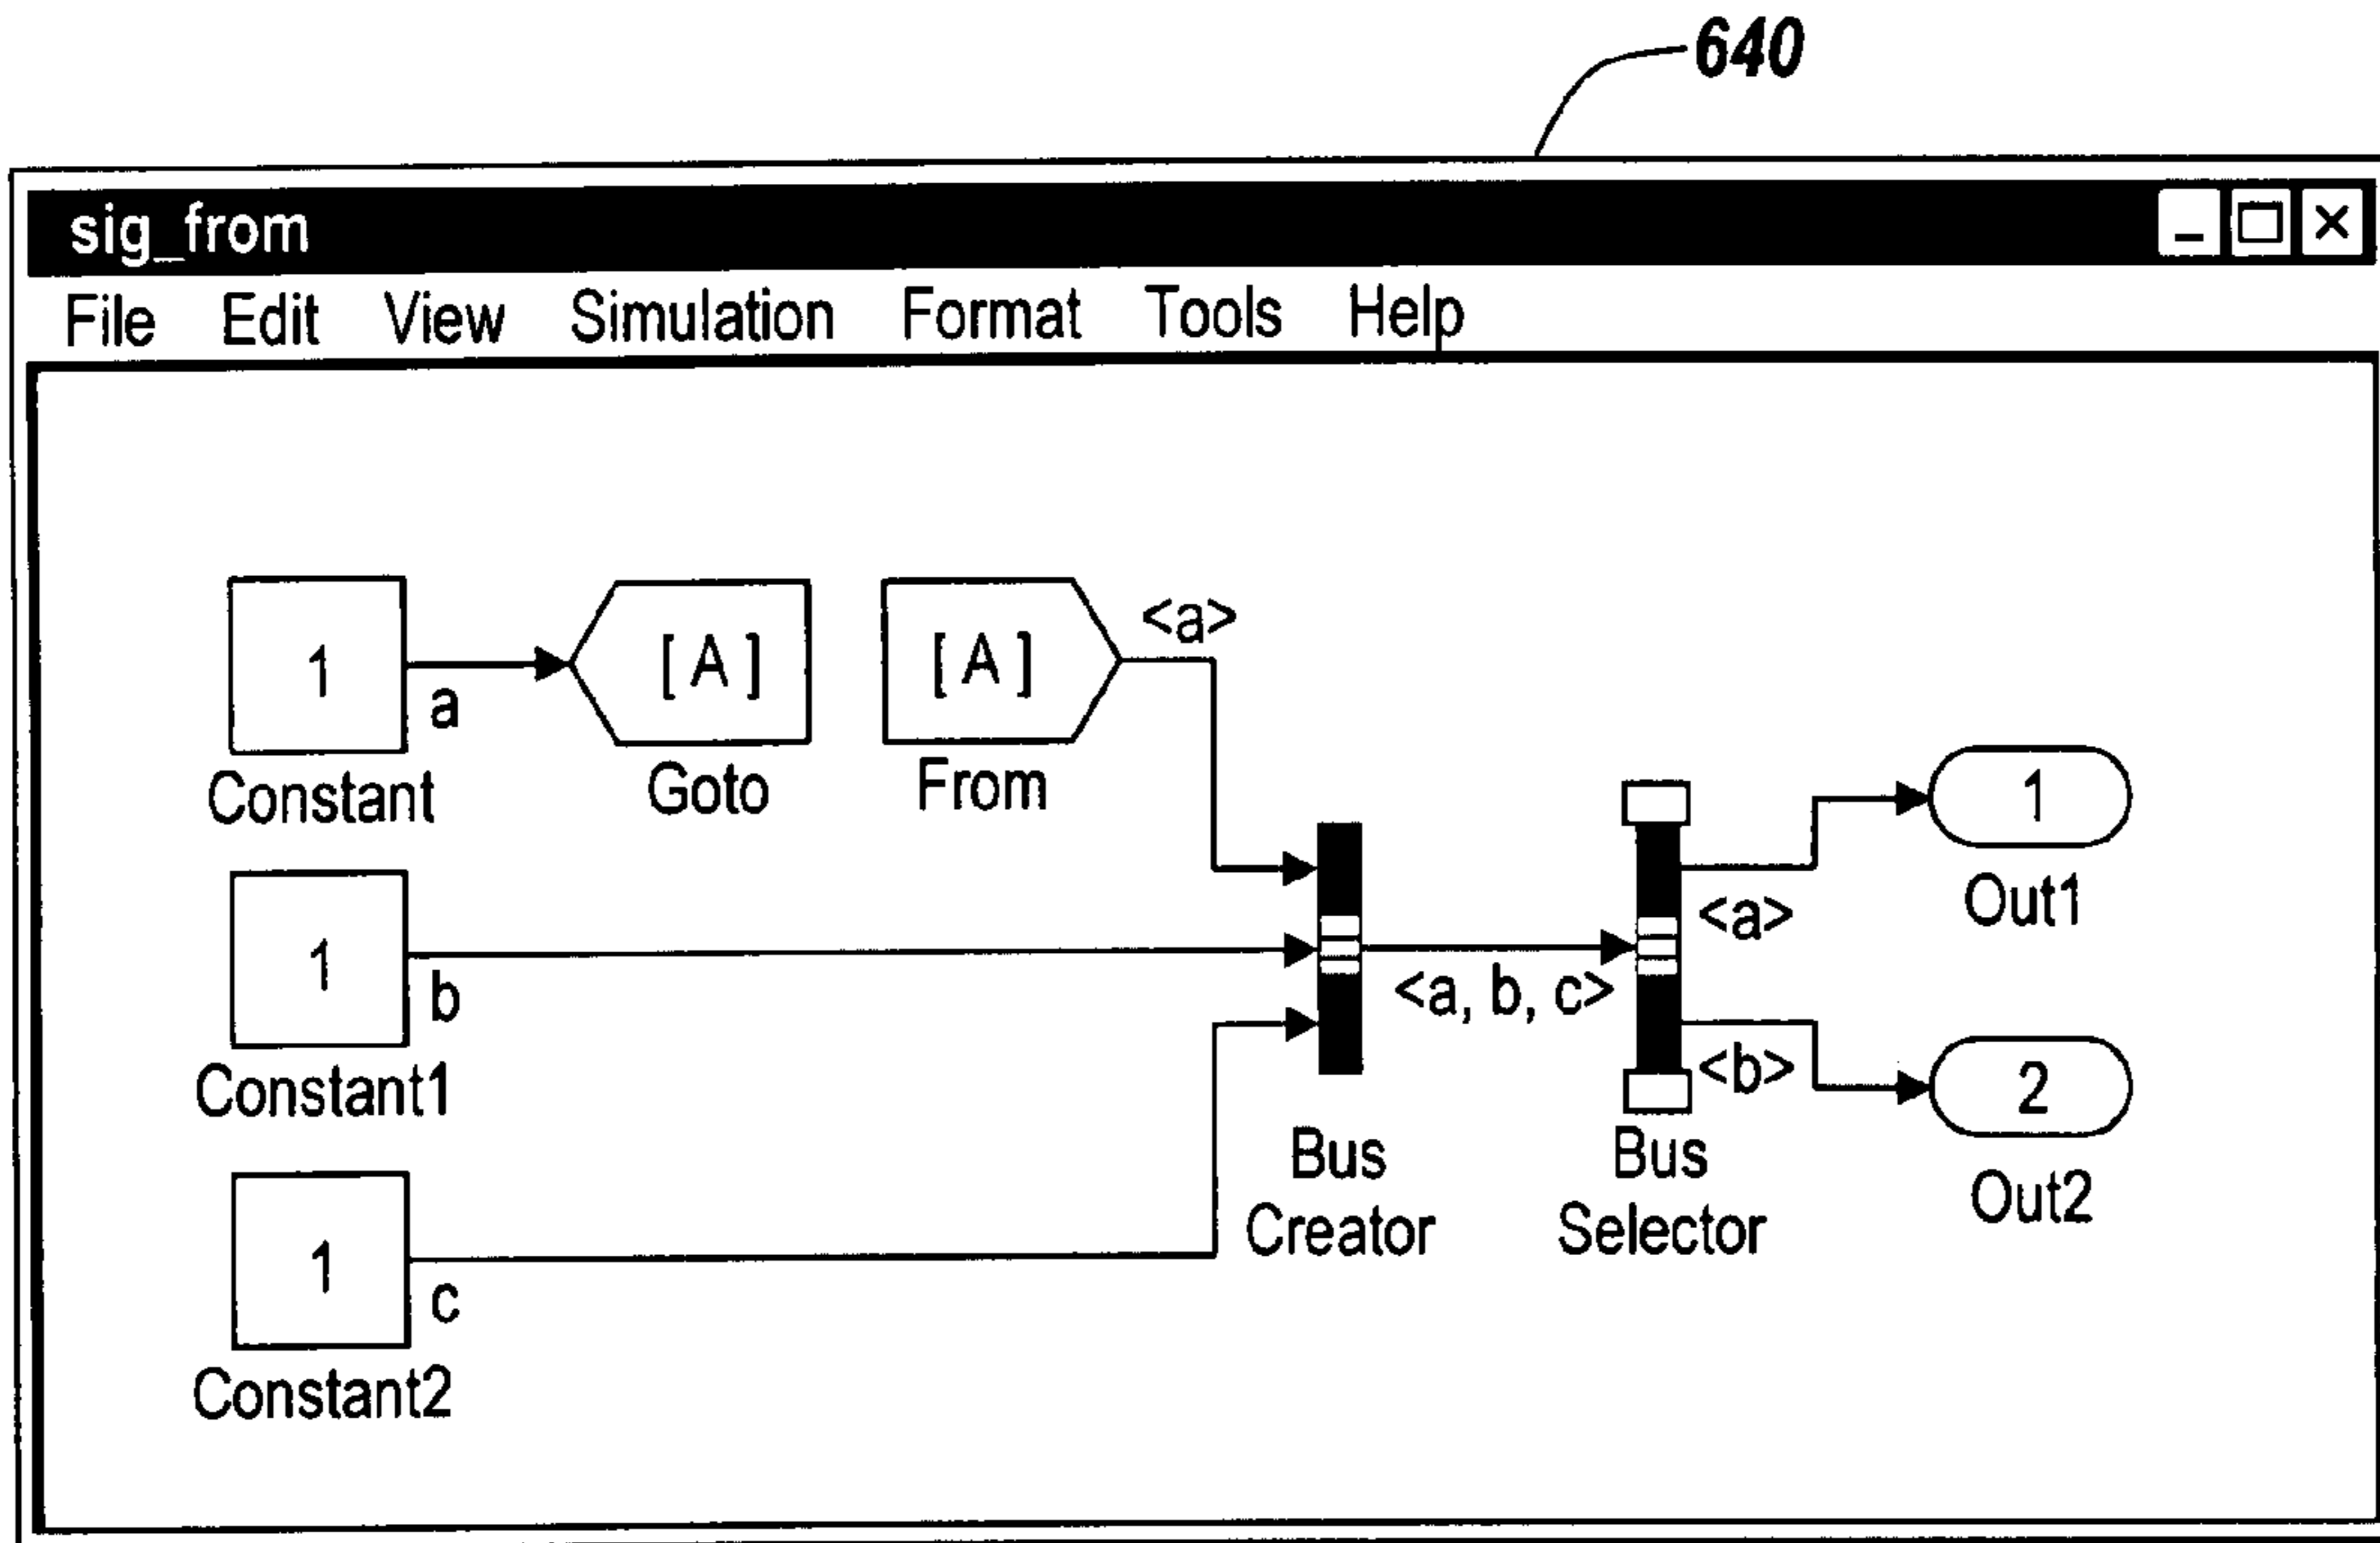 640
sig_from
File Edit View Simulation Format Tools Help
1 a [ A ] [ A ] <a>
Constant Goto From
1
<a> Out1
1 b
<a, b, c>
Constant1
<b> 2
Bus Creator
Bus Selector
Out2
1 c
Constant2